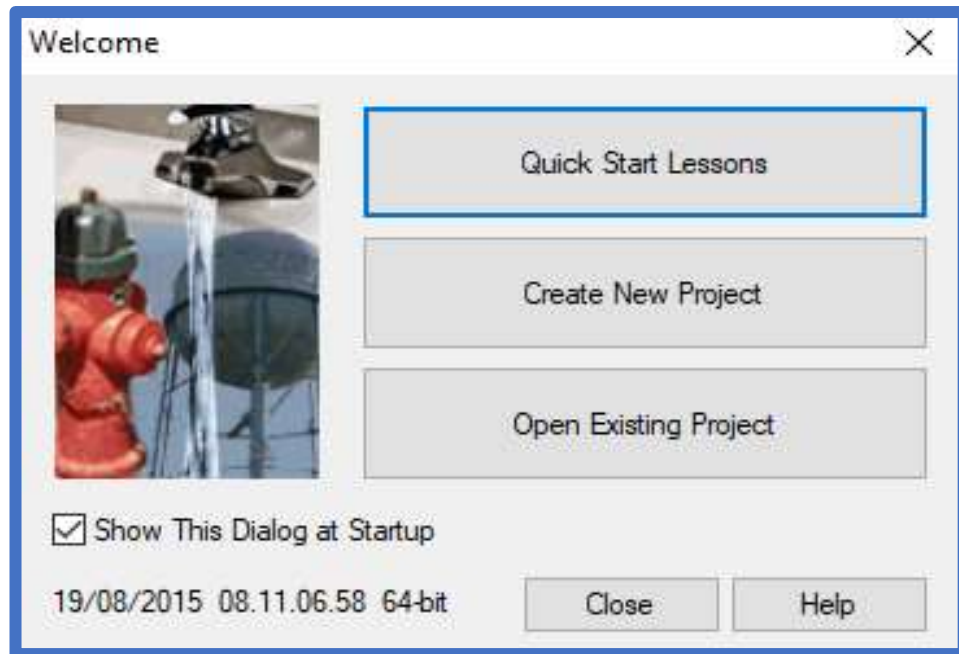 Welcome
Quick Start Lessons
Create New Project
Open Existing Project
Show This Dialog at Startup
19/08/2015 08.11.06.58 64-bit
Close
Help